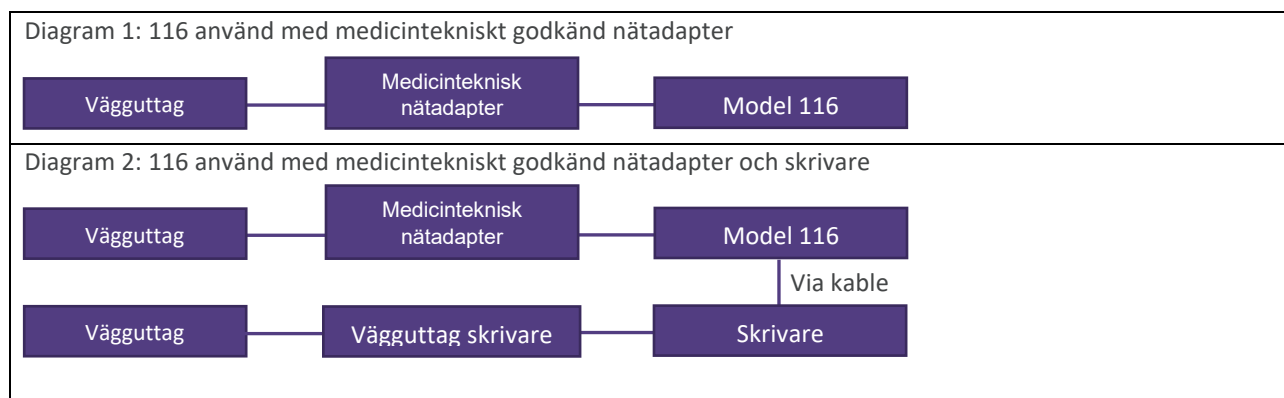 Diagram 1: 116 använd med medicintekniskt godkänd nätadapter
Vägguttag
Medicinteknisk
nätadapter
Model 116
Diagram 2: 116 använd med medicintekniskt godkänd nätadapter och skrivare
Vägguttag
Medicinteknisk
nätadapter
Model 116
Via kable
Vägguttag
Vägguttag skrivare
Skrivare